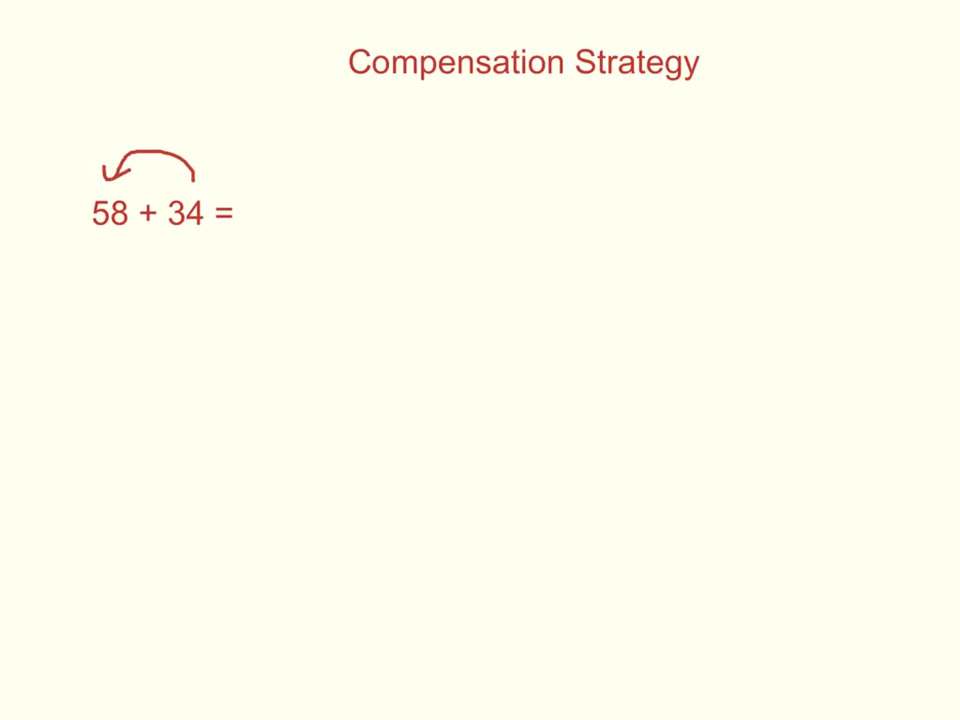 Compensation Strategy
58 + 34 =